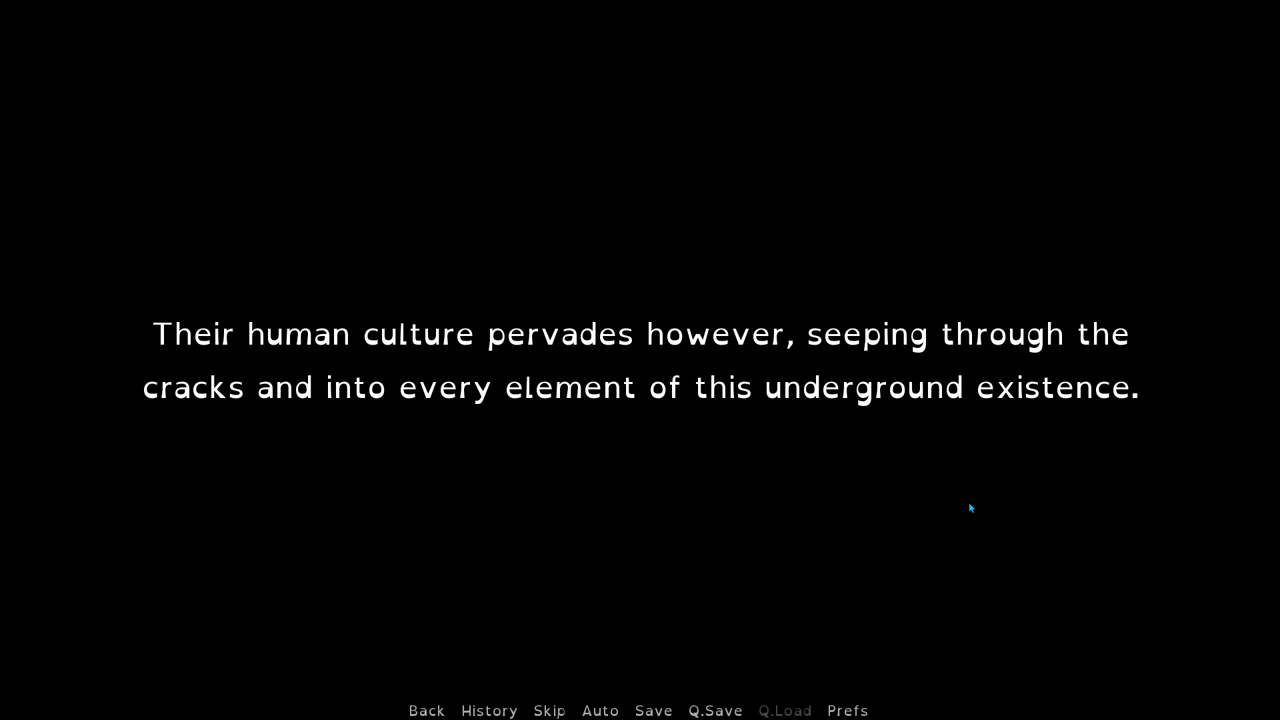 Their human culture pervades however, seeping through the
cracks and into every element of this underground existence.
Back History Skip Auto Save Q.Save Q.Load Prefs